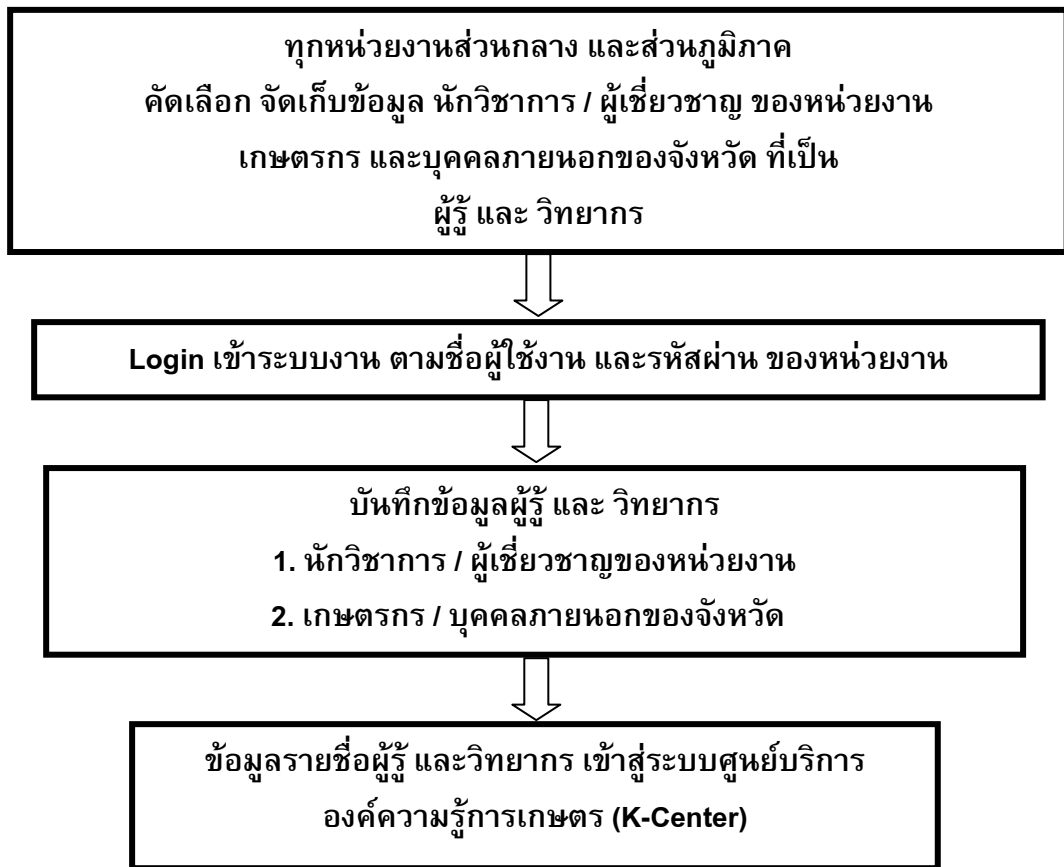 ทุกหน่วยงานส่วนกลาง และส่วนภูมิภาค
คัดเลือก จัดเก็บข้อมูล นักวิชาการ / ผู้เชี่ยวชาญ ของหน่วยงาน
เกษตรกร และบุคคลภายนอกของจังหวัด ที่เป็น
ผู้รู้ และ วิทยากร
Login เข้าระบบงาน ตามชื่อผู้ใช้งาน และรหัสผ่าน ของหน่วยงาน
บันทึกข้อมูลผู้รู้ และ วิทยากร
1. นักวิชาการ / ผู้เชี่ยวชาญของหน่วยงาน
2. เกษตรกร / บุคคลภายนอกของจังหวัด
ข้อมูลรายชื่อผู้รู้ และวิทยากร เข้าสู่ระบบศูนย์บริการ
องค์ความรู้การเกษตร (K-Center)